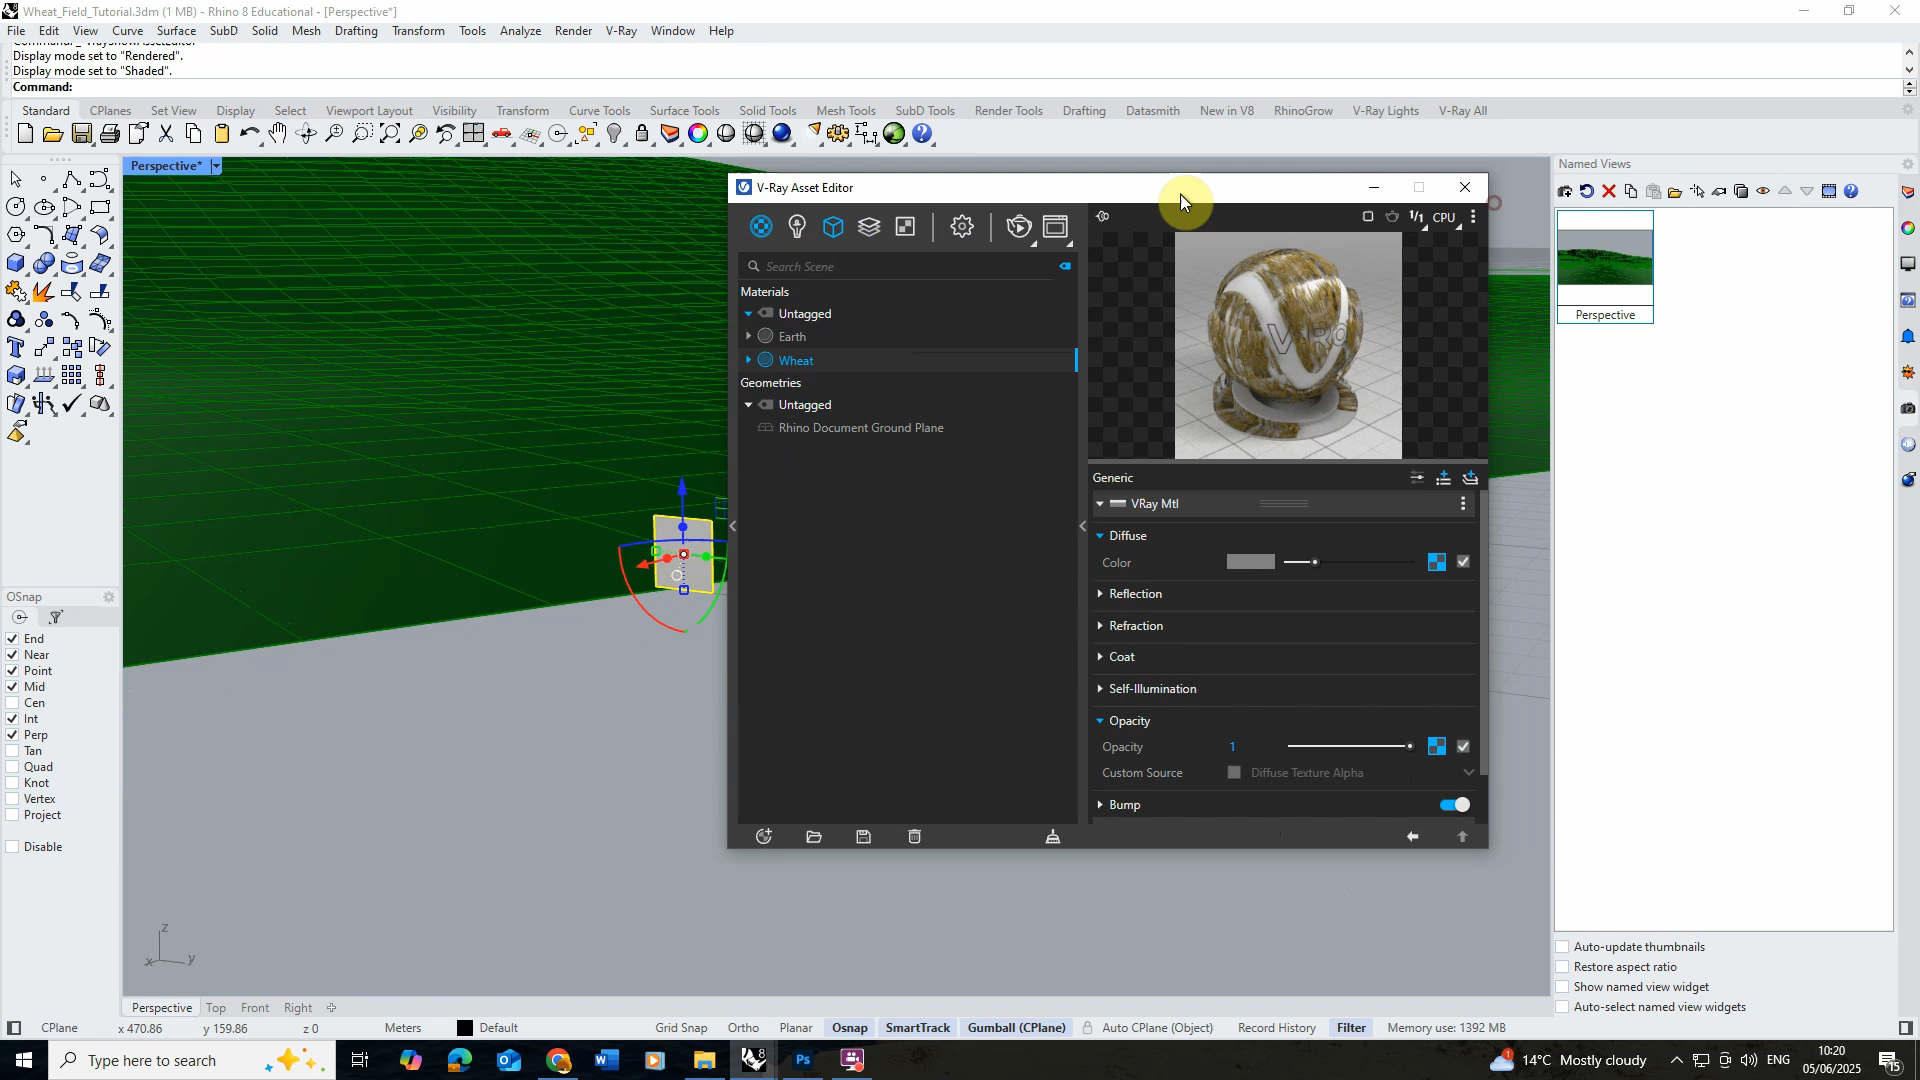 Wheat_Field_Tutorial.3dm (1 MB) - Rhino 8 Educational - [Perspective*]
File Edit View Curve Surface SubD Solid Mesh Drafting Transform Tools Analyze Render V-Ray Window Help
Display mode set to "Rendered".
Display mode set to "Shaded".
Command:
Standard CPlanes Set View Display Select Viewport Layout Visibility Transform Curve Tools Surface Tools Solid Tools Mesh Tools SubD Tools Render Tools Drafting Datasmith New in V8 RhinoGrow V-Ray Lights V-Ray All
Perspective*
Named Views
Perspective
V-Ray Asset Editor
1/1 CPU
Search Scene
Materials
Untagged
Earth
Wheat
Geometries
Untagged
Rhino Document Ground Plane
Generic
VRay Mtl
Diffuse
Color
Reflection
Refraction
Coat
Self-Illumination
Opacity
Opacity 1
Custom Source Diffuse Texture Alpha
Bump
OSnap
End
Near
Point
Mid
Cen
Int
Perp
Tan
Quad
Knot
Vertex
Project
Disable
z
x y
Auto-update thumbnails
Restore aspect ratio
Show named view widget
Auto-select named view widgets
Perspective Top Front Right
CPlane x 470.86 y 159.86 z 0 Meters Default Grid Snap Ortho Planar Osnap SmartTrack Gumball (CPlane) Auto CPlane (Object) Record History Filter Memory use: 1392 MB
Type here to search
14°C Mostly cloudy
ENG
10:20
05/06/2025
15